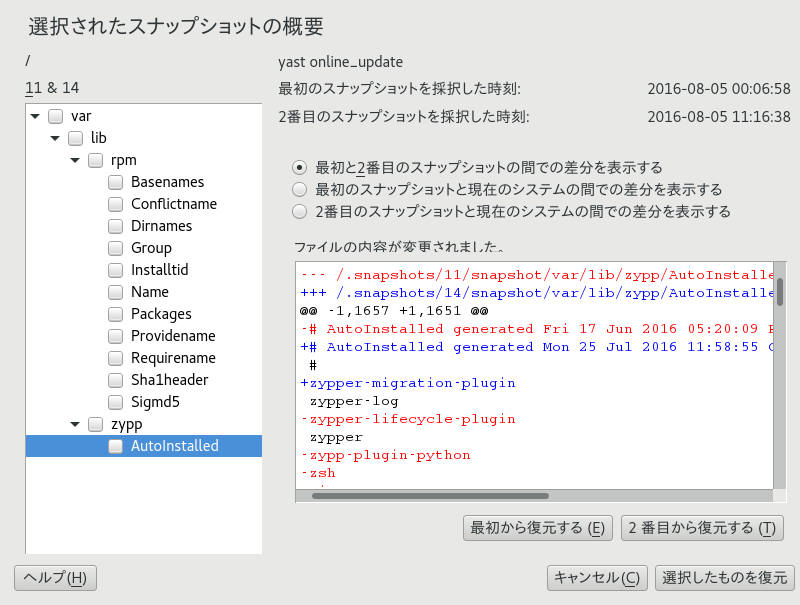 選択されたスナップショットの概要
/
11 & 14
var
lib
rpm
Basenames
Conflictname
Dirnames
Group
Installtid
Name
Packages
Providename
Requirename
Sha1header
Sigmd5
zypp
AutoInstalled
yast online_update
最初のスナップショットを採択した時刻: 2016-08-05 00:06:58
2番目のスナップショットを採択した時刻: 2016-08-05 11:16:38
最初と2番目のスナップショットの間での差分を表示する
最初のスナップショットと現在のシステムの間での差分を表示する
2番目のスナップショットと現在のシステムの間での差分を表示する
ファイルの内容が変更されました。
--- /.snapshots/11/snapshot/var/lib/zypp/AutoInstalle
+++ /.snapshots/14/snapshot/var/lib/zypp/AutoInstalle
@@ -1,1657 +1,1651 @@
-# AutoInstalled generated Fri 17 Jun 2016 05:20:09
+# AutoInstalled generated Mon 25 Jul 2016 11:58:55
#
+zypper-migration-plugin
zypper-log
-zypper-lifecycle-plugin
zypper
-zypp-plugin-python
-zsh
最初から復元する (E) 2 番目から復元する (T)
ヘルプ(H) キャンセル(C) 選択したものを復元